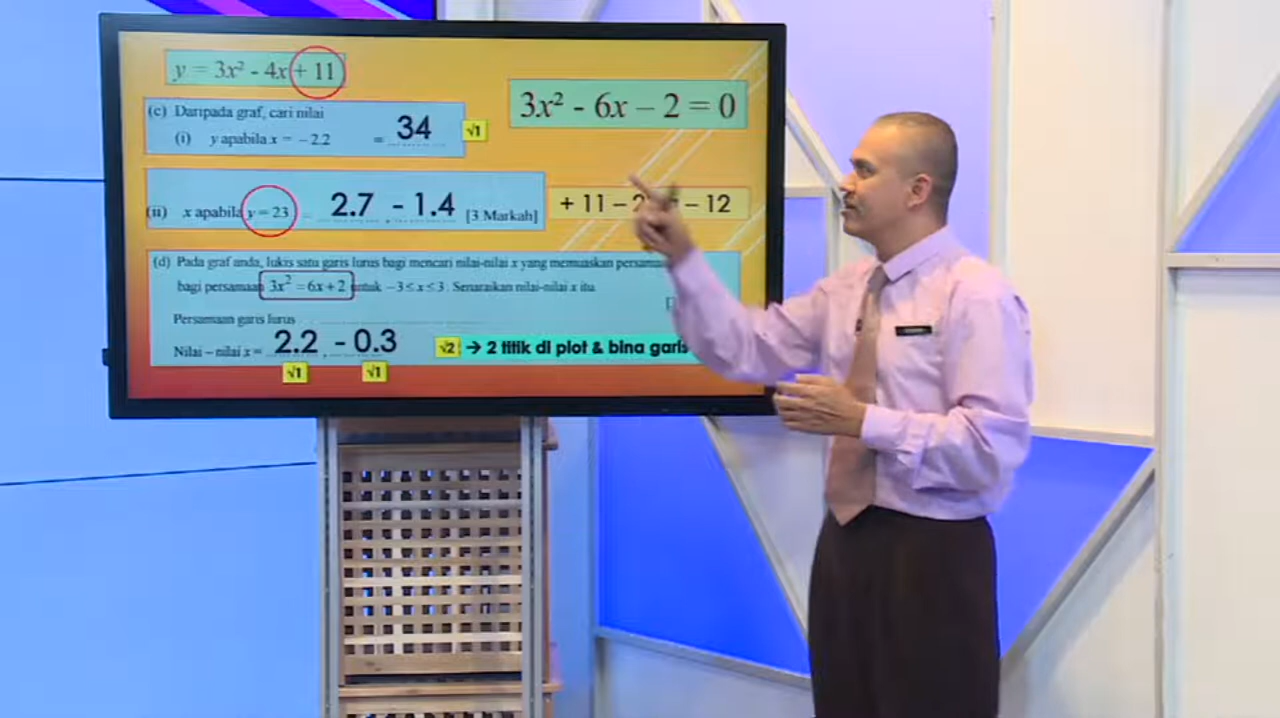 y = 3x² - 4x + 11
3x² - 6x – 2 = 0
(c) Daripada graf, cari nilai
(i) y apabila x = – 2.2 = 34 √1
(ii) x apabila y = 23 = 2.7 , - 1.4 [3 Markah]
+ 11 – 2 – 12
(d) Pada graf anda, lukis satu garis lurus bagi mencari nilai-nilai x yang memuaskan
bagi persamaan 3x² = 6x + 2 untuk –3 ≤ x ≤ 3. Senaraikan nilai-nilai x itu.
Persamaan garis lurus
Nilai – nilai x = 2.2 , - 0.3 √2 → 2 titik di plot & bina garis
√1 √1